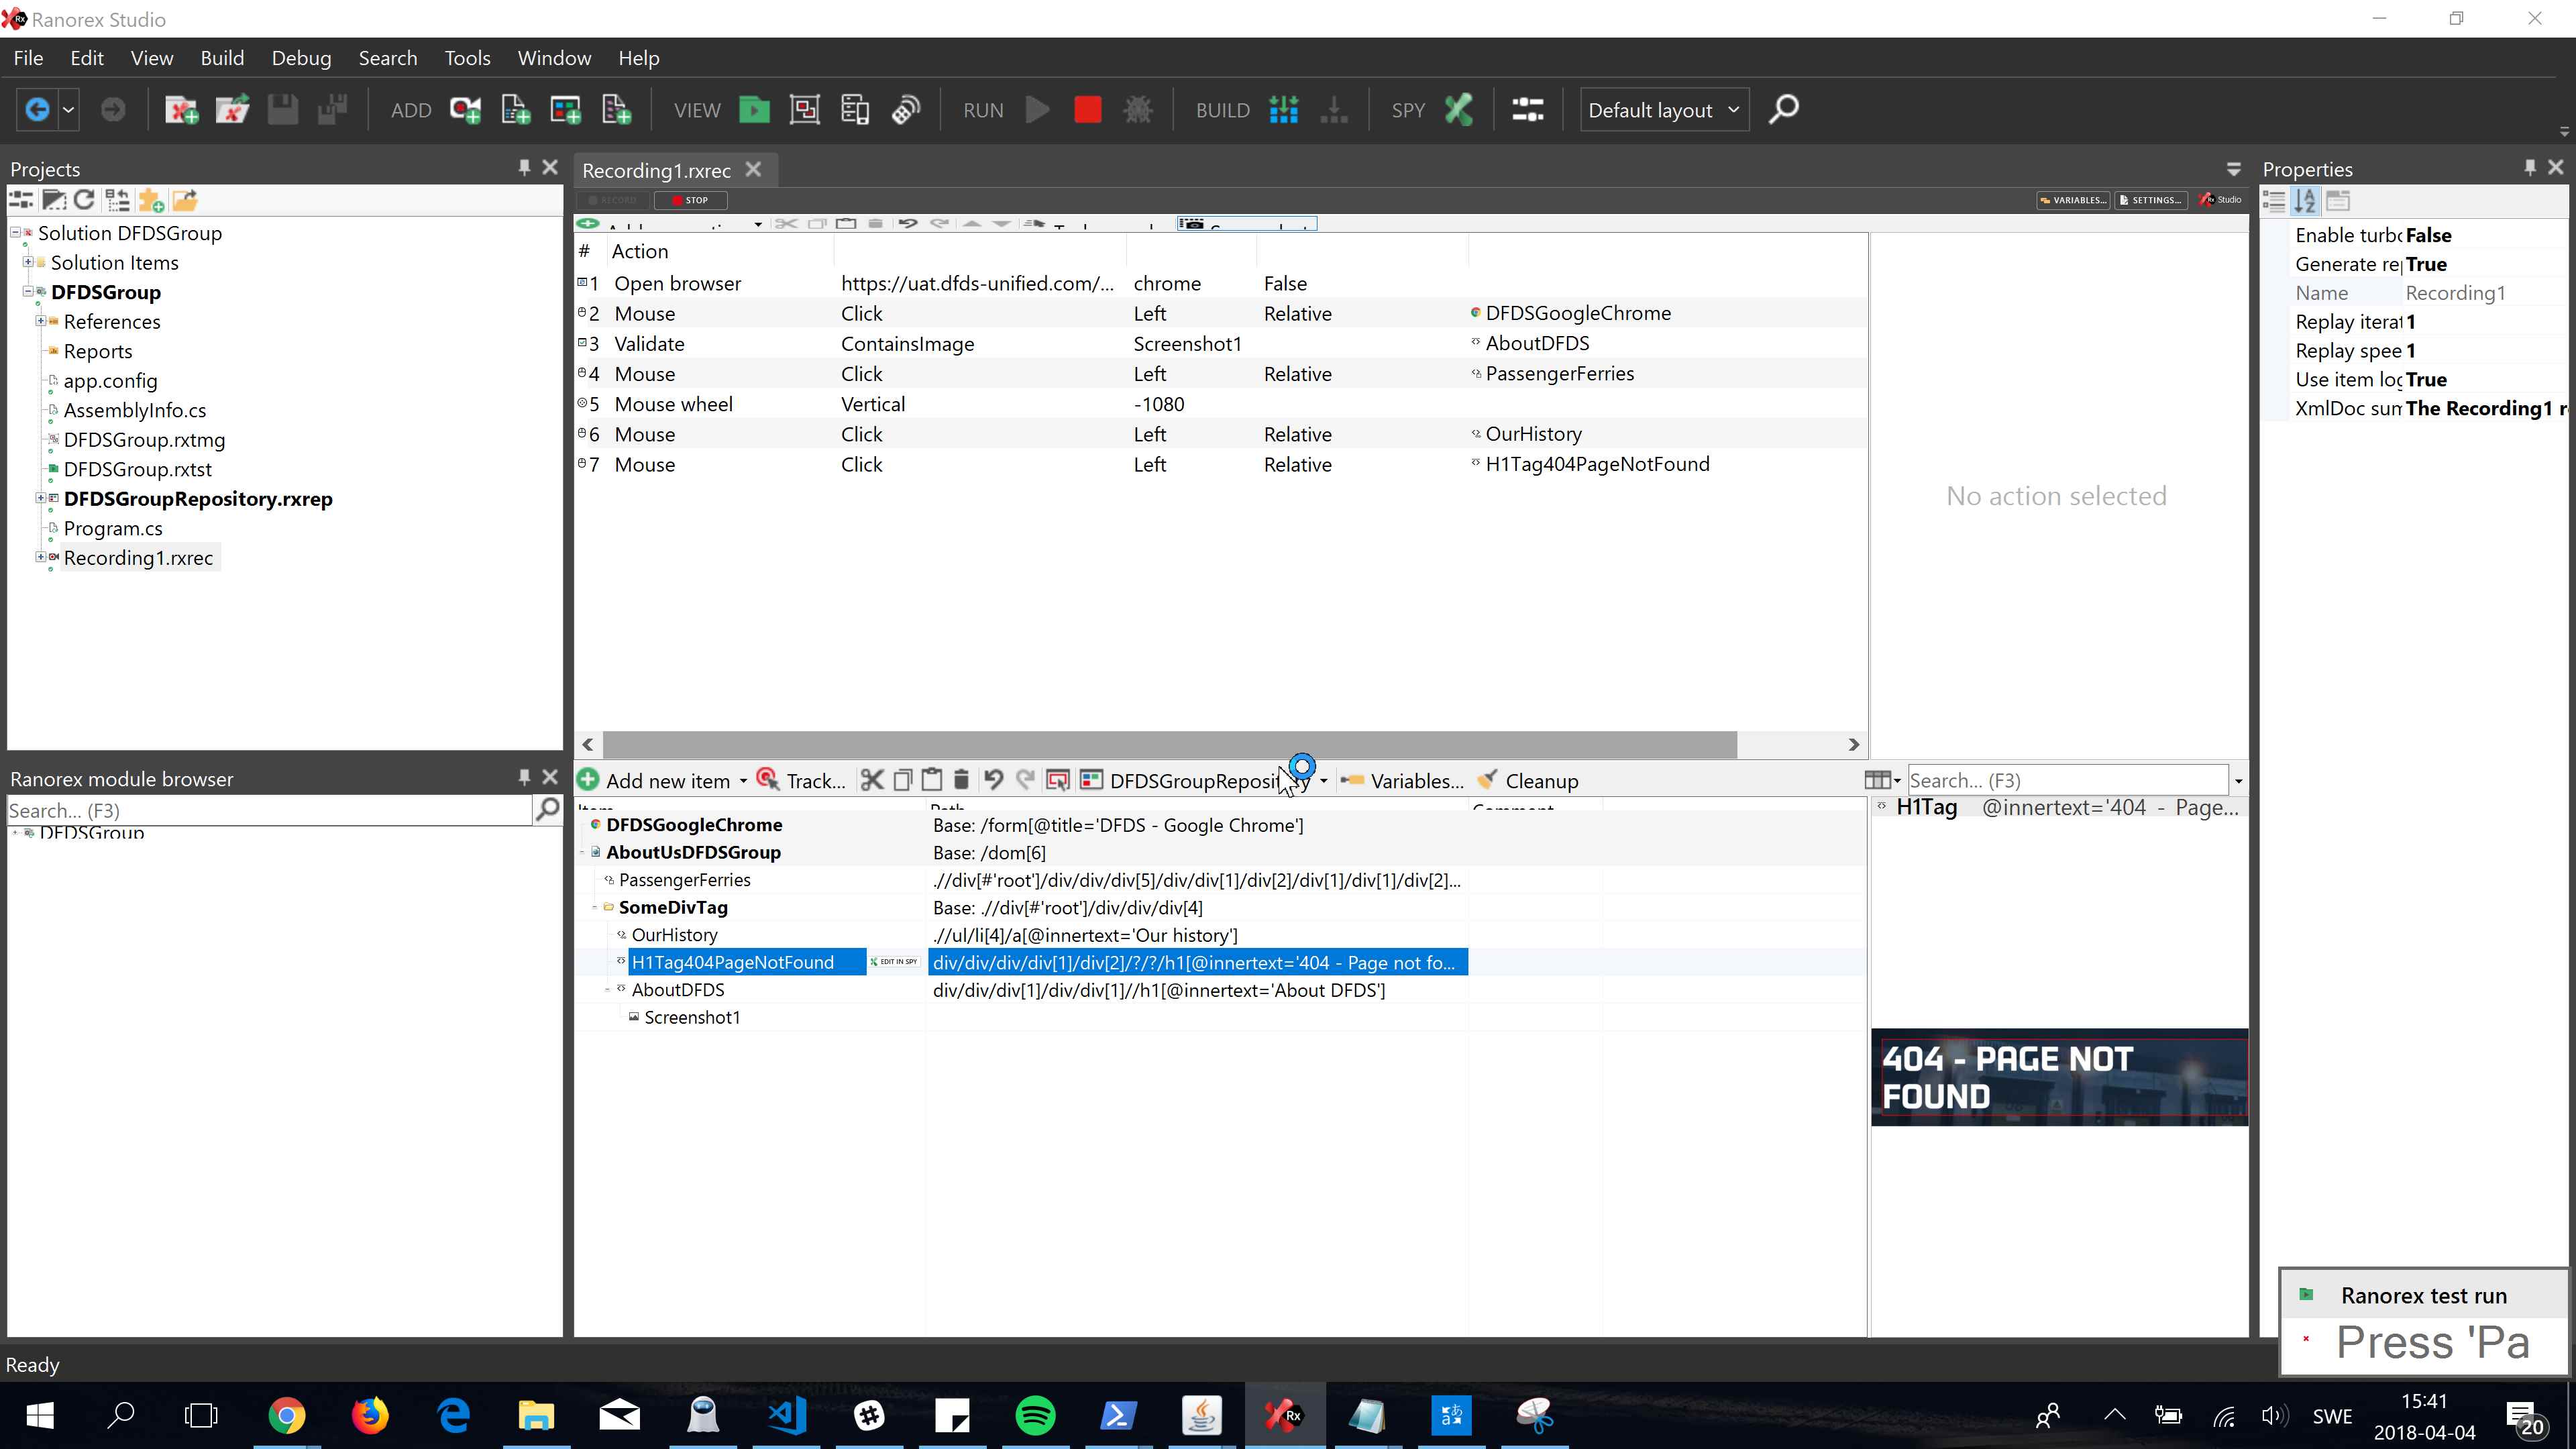 Ranorex Studio
File Edit View Build Debug Search Tools Window Help
ADD VIEW RUN BUILD SPY Default layout
Projects
Solution DFDSGroup
Solution Items
DFDSGroup
References
Reports
app.config
AssemblyInfo.cs
DFDSGroup.rxtmg
DFDSGroup.rxtst
DFDSGroupRepository.rxrep
Program.cs
Recording1.rxrec
Ranorex module browser
Search... (F3)
DFDSGroup
Recording1.rxrec
RECORD STOP VARIABLES... SETTINGS... Studio
# Action
1 Open browser https://uat.dfds-unified.com/... chrome False
2 Mouse Click Left Relative DFDSGoogleChrome
3 Validate ContainsImage Screenshot1 AboutDFDS
4 Mouse Click Left Relative PassengerFerries
5 Mouse wheel Vertical -1080
6 Mouse Click Left Relative OurHistory
7 Mouse Click Left Relative H1Tag404PageNotFound
No action selected
Add new item Track... DFDSGroupRepository Variables... Cleanup Search... (F3)
Item Path Comment
DFDSGoogleChrome Base: /form[@title='DFDS - Google Chrome']
AboutUsDFDSGroup Base: /dom[6]
PassengerFerries .//div[#'root']/div/div/div[5]/div/div[1]/div[2]/div[1]/div[1]/div[2]...
SomeDivTag Base: .//div[#'root']/div/div/div[4]
OurHistory .//ul/li[4]/a[@innertext='Our history']
H1Tag404PageNotFound EDIT IN SPY div/div/div/div[1]/div[2]/?/?/h1[@innertext='404 - Page not fo...
AboutDFDS div/div/div[1]/div/div[1]//h1[@innertext='About DFDS']
Screenshot1
H1Tag @innertext='404 - Page...
404 - PAGE NOT
FOUND
Properties
Enable turbo False
Generate re True
Name Recording1
Replay iterat 1
Replay spee 1
Use item log True
XmlDoc sum The Recording1 r
Ranorex test run
Press 'Pa
Ready
SWE
15:41
2018-04-04
20